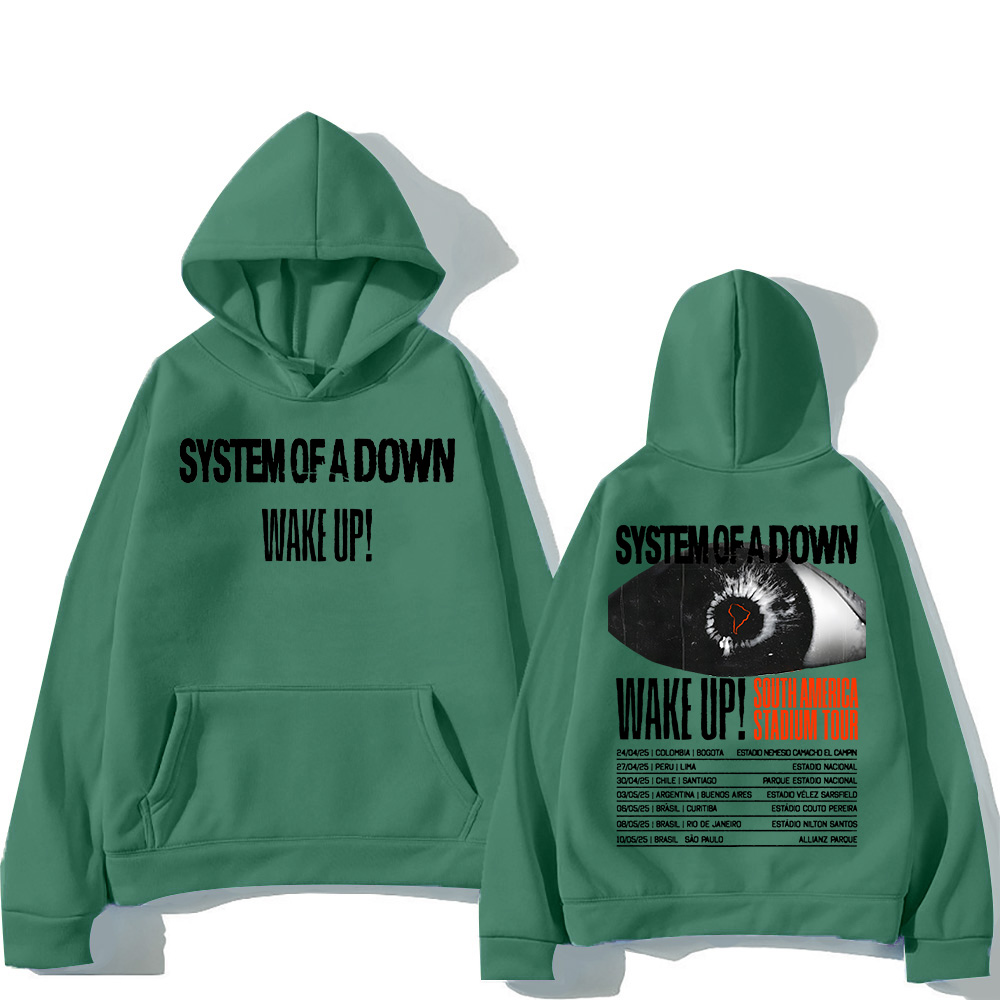 SYSTEM OF A DOWN
WAKE UP!
SYSTEM OF A DOWN
WAKE UP!
SOUTH AMERICA
STADIUM TOUR
24/04/25 | COLOMBIA | BOGOTA ESTADIO NEMESIO CAMACHO EL CAMPIN
27/04/25 | PERU | LIMA ESTADIO NACIONAL
30/04/25 | CHILE | SANTIAGO PARQUE ESTADIO NACIONAL
03/05/25 | ARGENTINA | BUENOS AIRES ESTADIO VÉLEZ SARSFIELD
06/05/25 | BRASIL | CURITIBA ESTÁDIO COUTO PEREIRA
08/05/25 | BRASIL | RIO DE JANEIRO ESTÁDIO NILTON SANTOS
10/05/25 | BRASIL SÃO PAULO ALLIANZ PARQUE